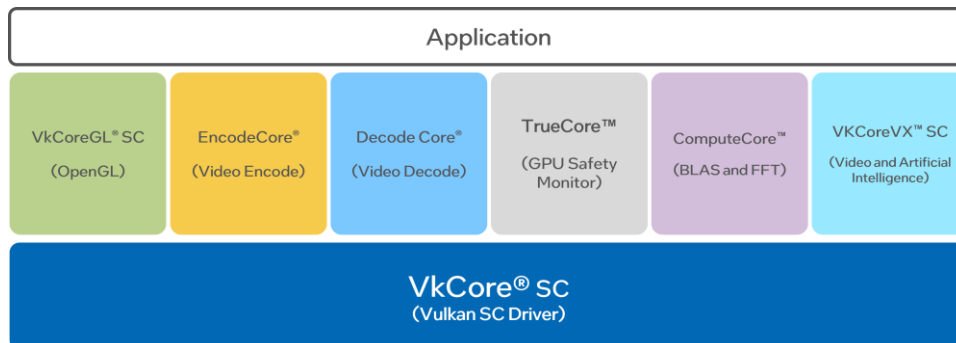 Application
VkCoreGL® SC
(OpenGL)
EncodeCore®
(Video Encode)
Decode Core®
(Video Decode)
TrueCore™
(GPU Safety
Monitor)
ComputeCore™
(BLAS and FFT)
VKCoreVX™ SC
(Video and Artificial
Intelligence)
VkCore® SC
(Vulkan SC Driver)